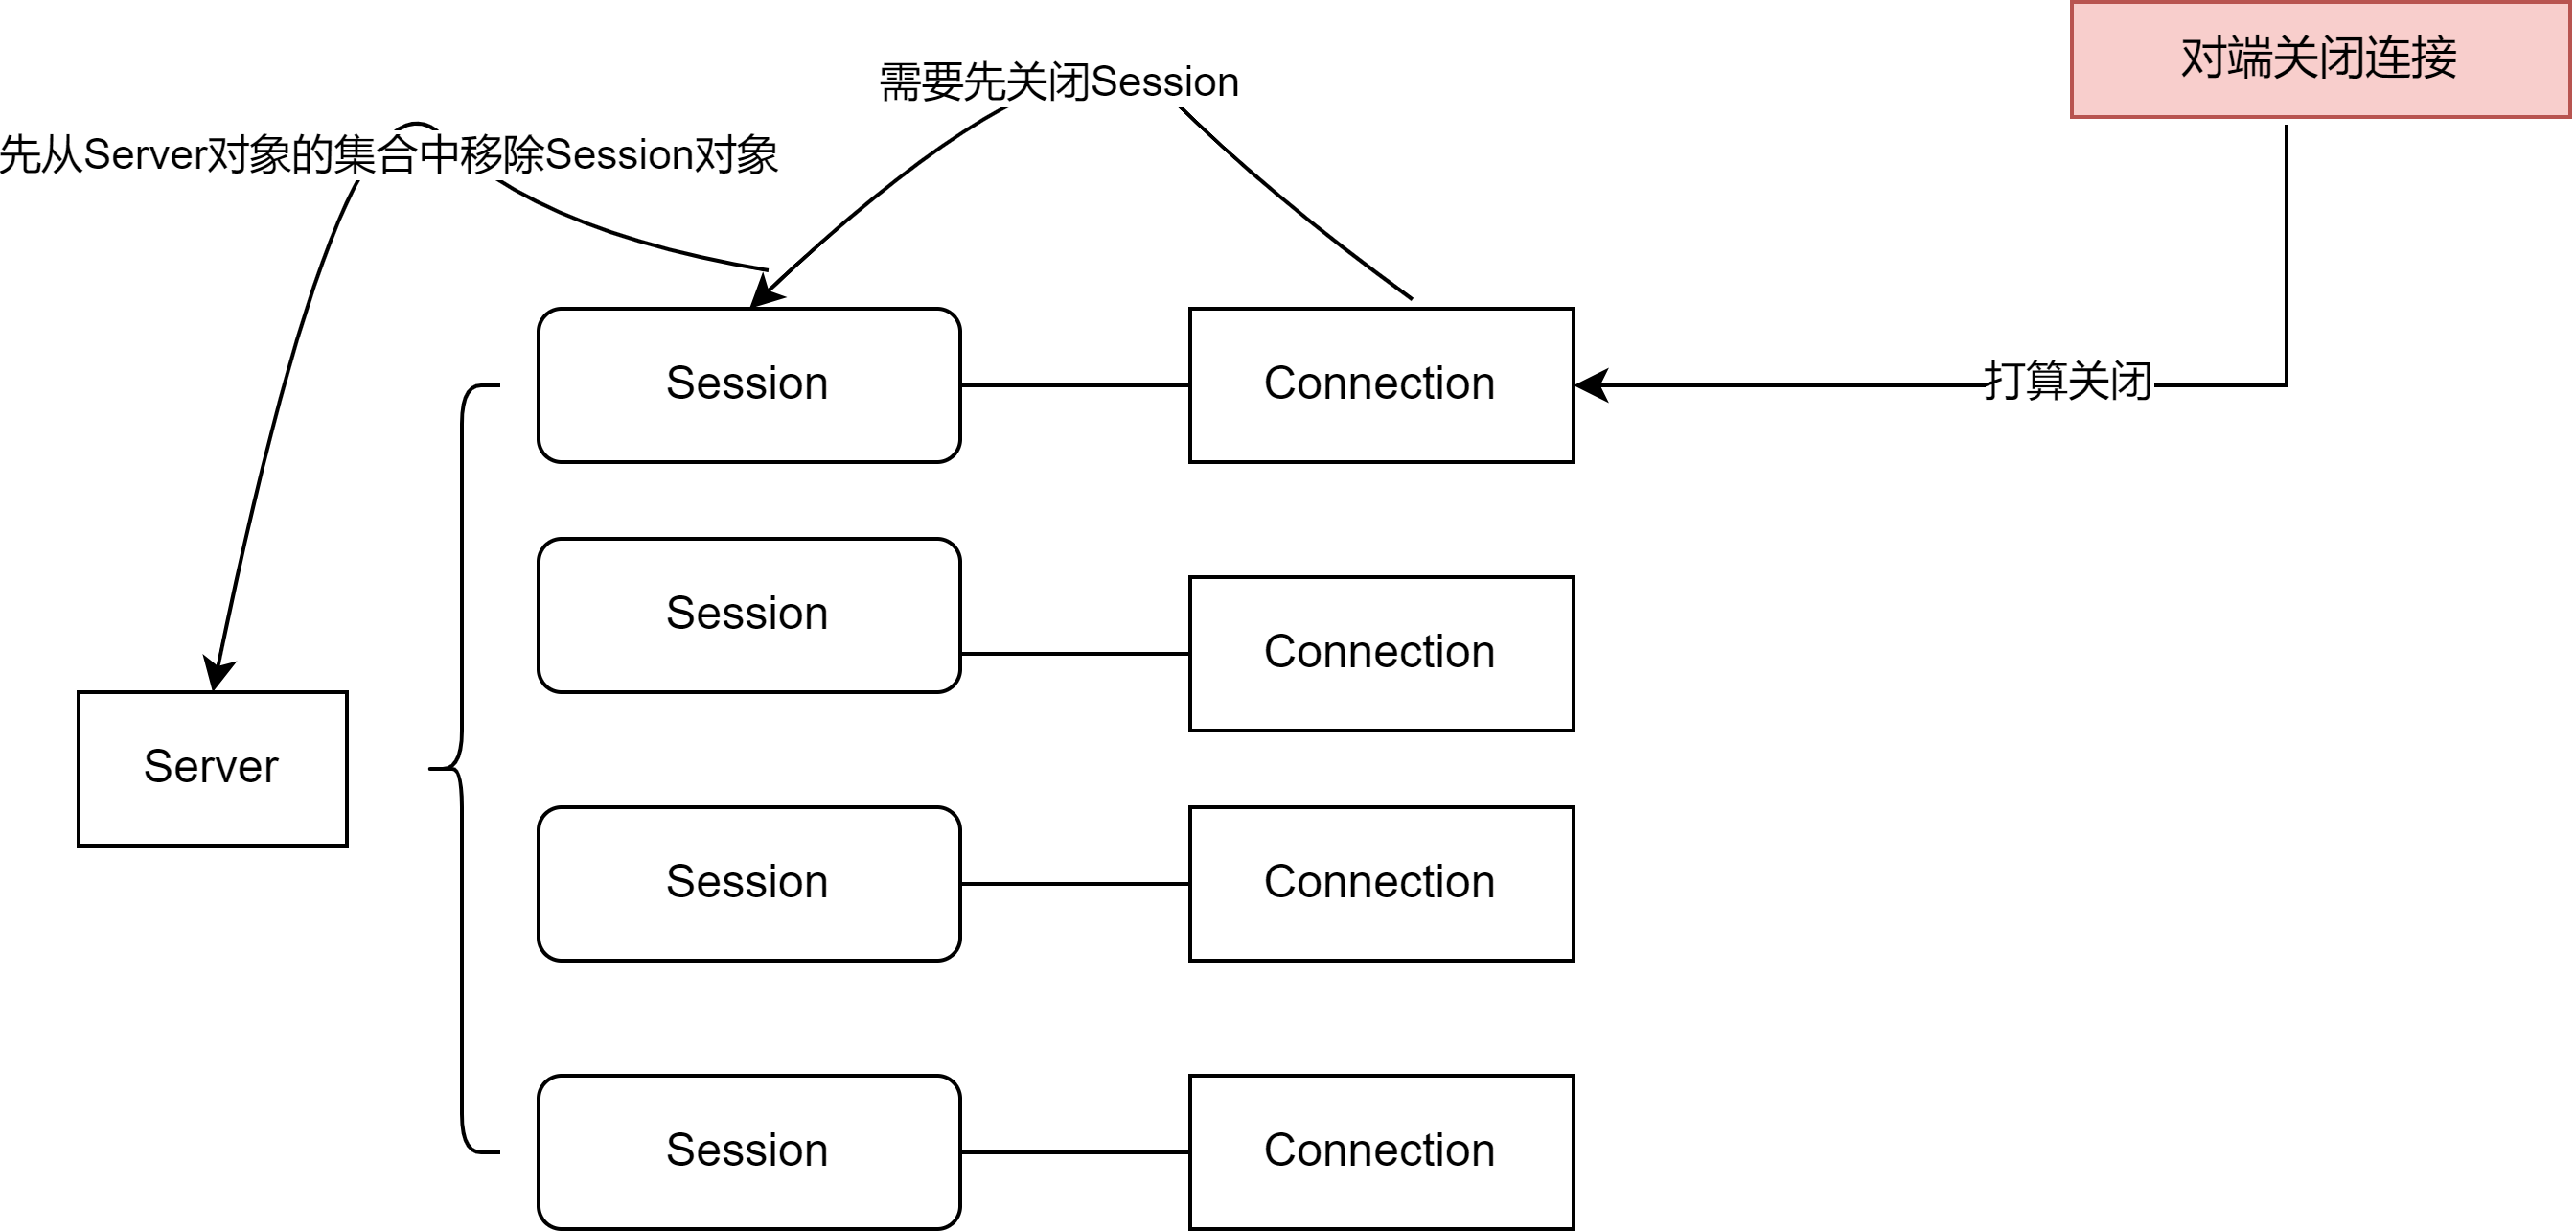 对端关闭连接
需要先关闭Session
先从Server对象的集合中移除Session对象
Session
Connection
打算关闭
Session
Connection
Server
Session
Connection
Session
Connection